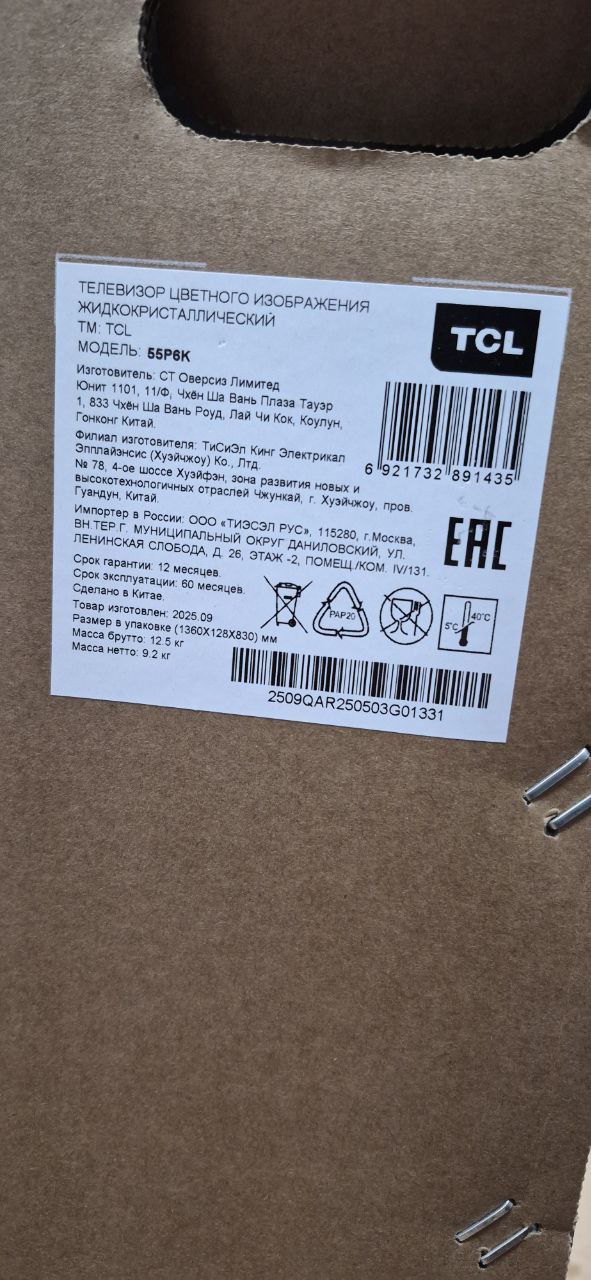 ТЕЛЕВИЗОР ЦВЕТНОГО ИЗОБРАЖЕНИЯ
ЖИДКОКРИСТАЛЛИЧЕСКИЙ
ТМ: TCL
МОДЕЛЬ: 55P6K
TCL
Изготовитель: СТ Оверсиз Лимитед
Юнит 1101, 11/Ф, Чхён Ша Вань Плаза Тауэр
1, 833 Чхён Ша Вань Роуд, Лай Чи Кок, Коулун,
Гонконг Китай.
6 921732 891435
Филиал изготовителя: ТиСиЭл Кинг Электрикал
Эпплайэнсис (Хуэйчжоу) Ко., Лтд.
№ 78, 4-ое шоссе Хуэйфэн, зона развития новых и
высокотехнологичных отраслей Чжункай, г. Хуэйчжоу, пров.
Гуандун, Китай.
Импортер в России: ООО «ТИЭСЭЛ РУС», 115280, г.Москва,
ВН.ТЕР.Г. МУНИЦИПАЛЬНЫЙ ОКРУГ ДАНИЛОВСКИЙ, УЛ.
ЛЕНИНСКАЯ СЛОБОДА, Д. 26, ЭТАЖ -2, ПОМЕЩ./КОМ. IV/131.
EAC
Срок гарантии: 12 месяцев.
Срок эксплуатации: 60 месяцев.
Сделано в Китае.
Товар изготовлен: 2025.09
Размер в упаковке (1360X128X830) мм
Масса брутто: 12.5 кг
Масса нетто: 9.2 кг
PAP20
5°C 40°C
2509QAR250503G01331